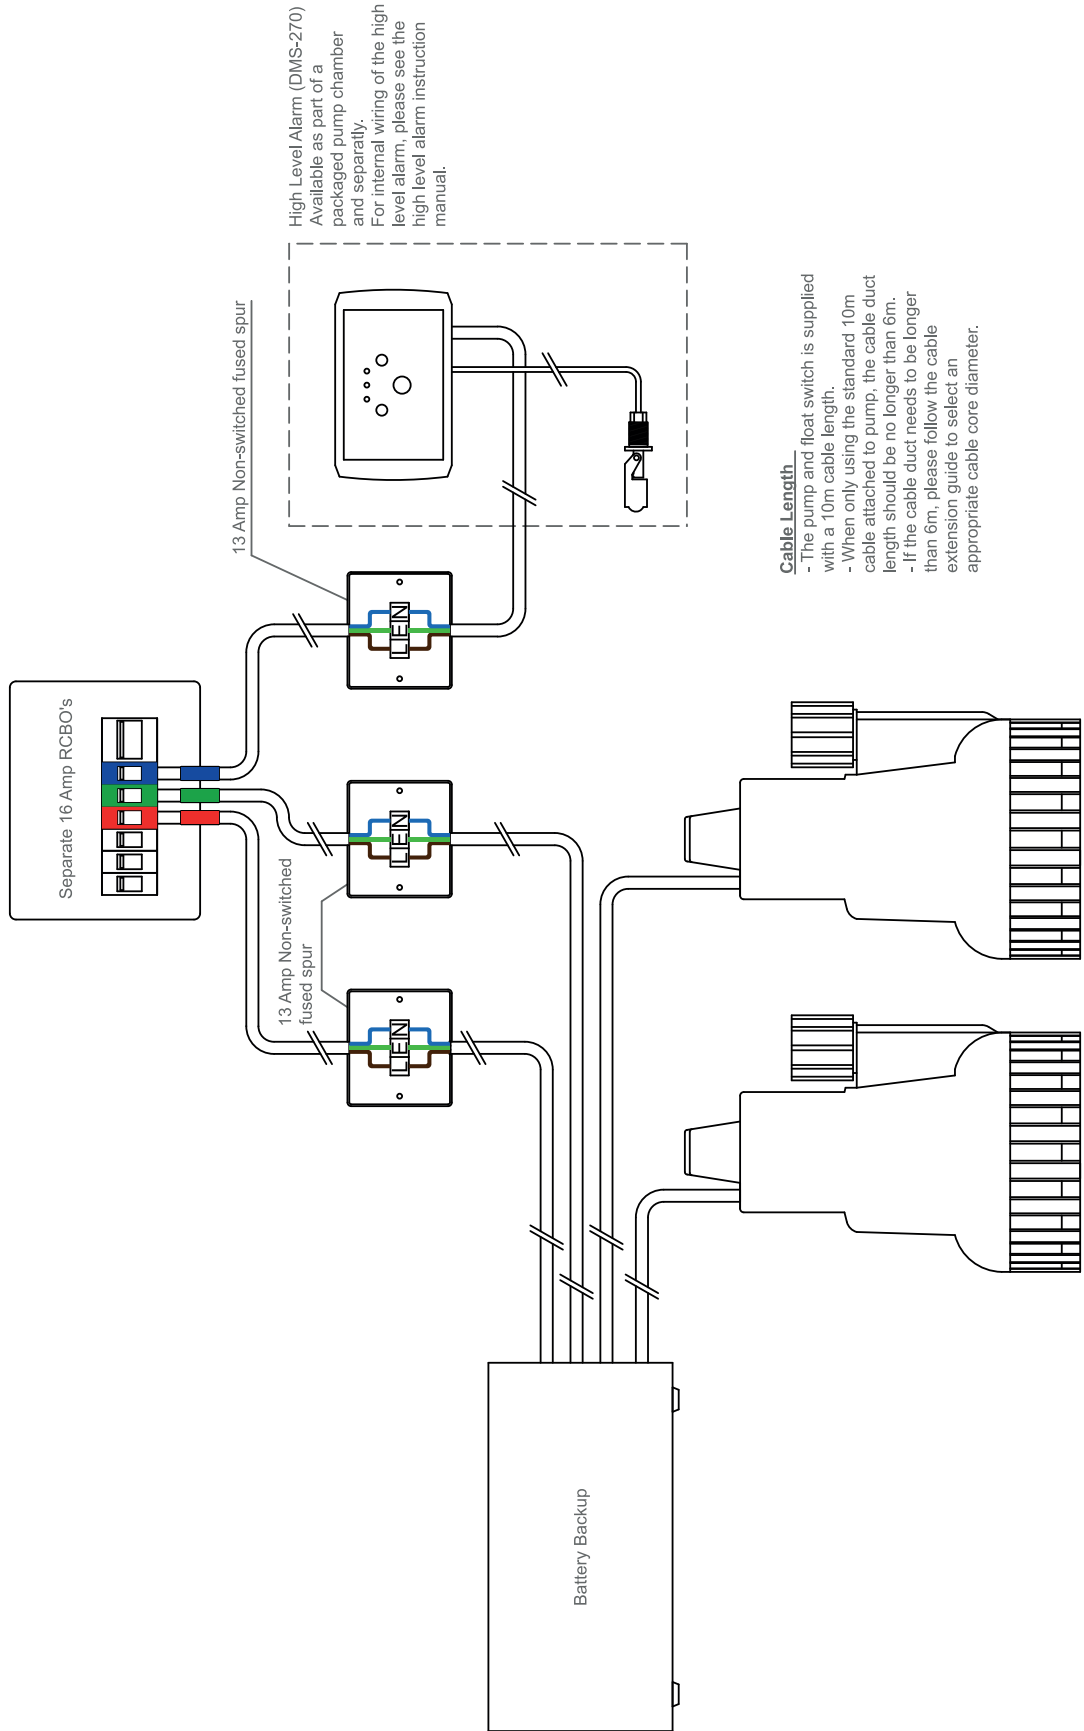 Separate 16 Amp RCBO's
13 Amp Non-switched fused spur
13 Amp Non-switched
fused spur
LEN
LEN
LEN
High Level Alarm (DMS-270)
Available as part of a
packaged pump chamber
and separatly.
For internal wiring of the high
level alarm, please see the
high level alarm instruction
manual.
Battery Backup
Cable Length
- The pump and float switch is supplied
with a 10m cable length.
- When only using the standard 10m
cable attached to pump, the cable duct
length should be no longer than 6m.
- If the cable duct needs to be longer
than 6m, please follow the cable
extension guide to select an
appropriate cable core diameter.